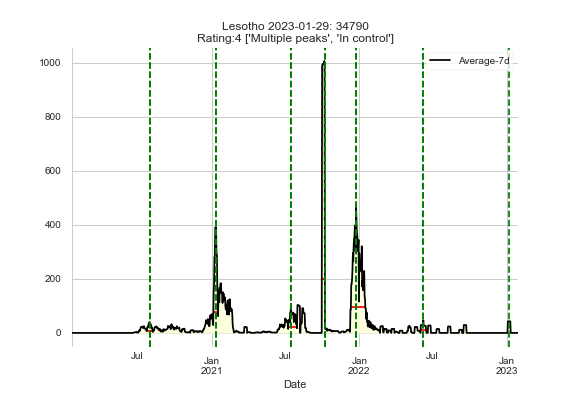 Lesotho 2023-01-29: 34790
Rating:4 ['Multiple peaks', 'In control']
Average-7d
1000
800
600
400
200
0
Jul
Jan
2021
Jul
Jan
2022
Jul
Jan
2023
Date